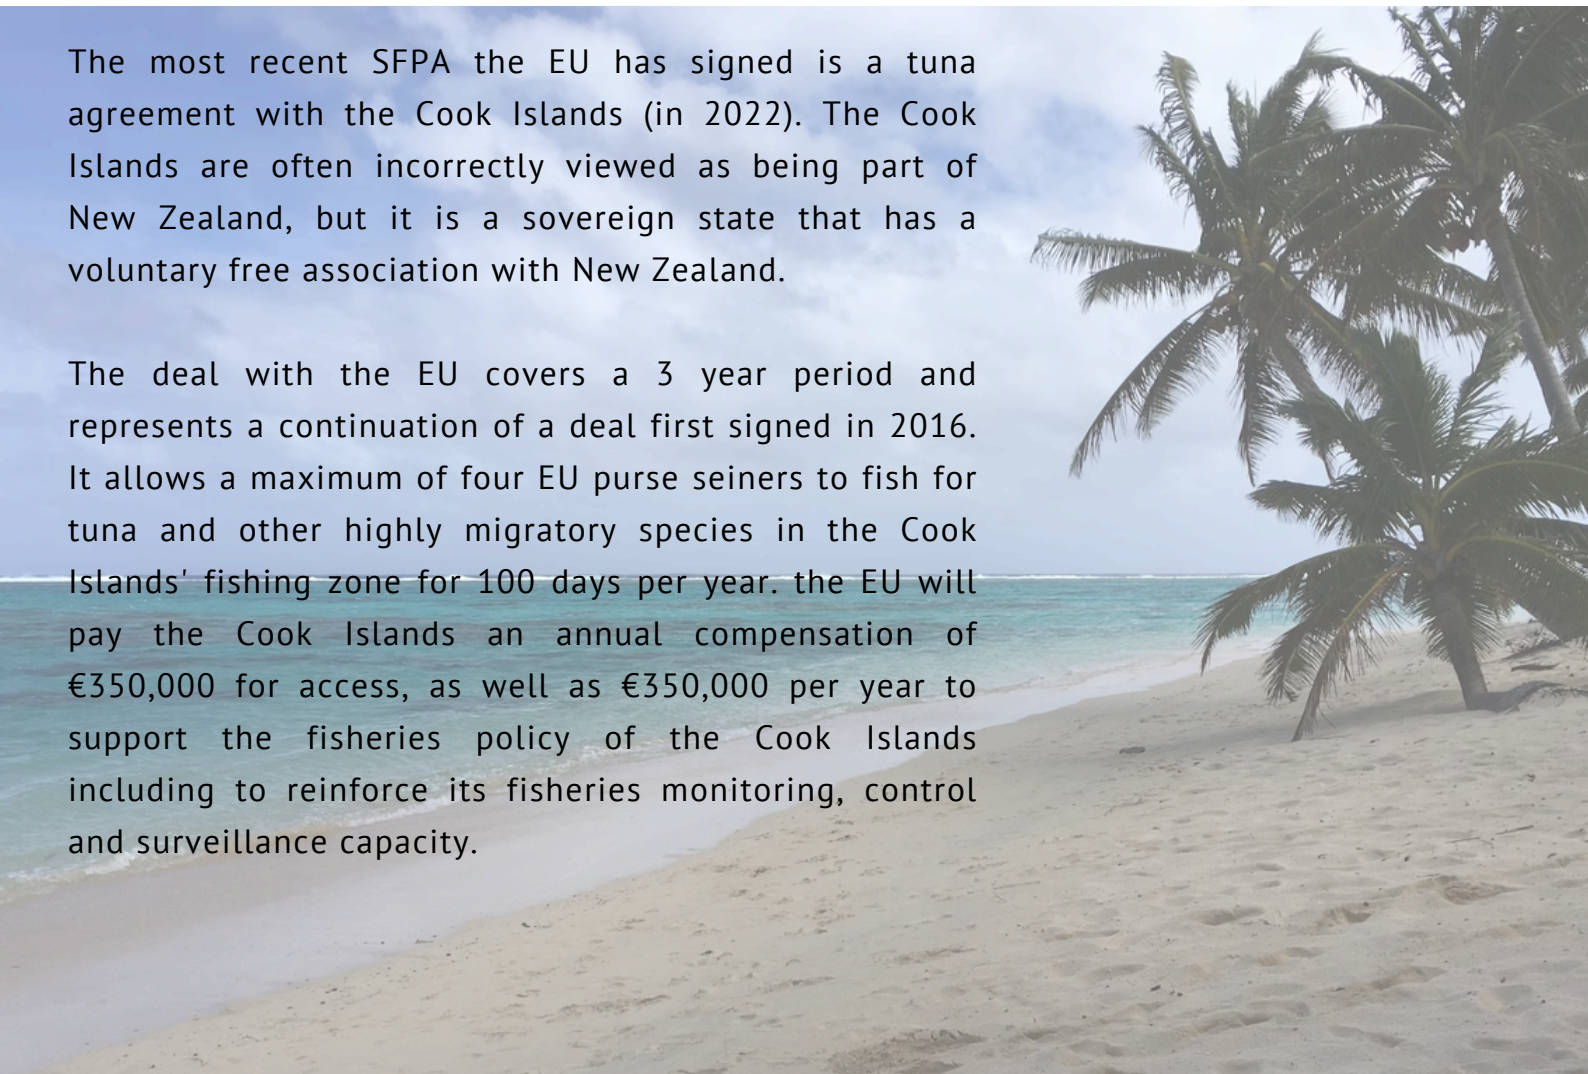 The most recent SFPA the EU has signed is a tuna
agreement with the Cook Islands (in 2022). The Cook
Islands are often incorrectly viewed as being part of
New Zealand, but it is a sovereign state that has a
voluntary free association with New Zealand.
The deal with the EU covers a 3 year period and
represents a continuation of a deal first signed in 2016.
It allows a maximum of four EU purse seiners to fish for
tuna and other highly migratory species in the Cook
Islands' fishing zone for 100 days per year. the EU will
pay the Cook Islands an annual compensation of
€350,000 for access, as well as €350,000 per year to
support the fisheries policy of the Cook Islands
including to reinforce its fisheries monitoring, control
and surveillance capacity.